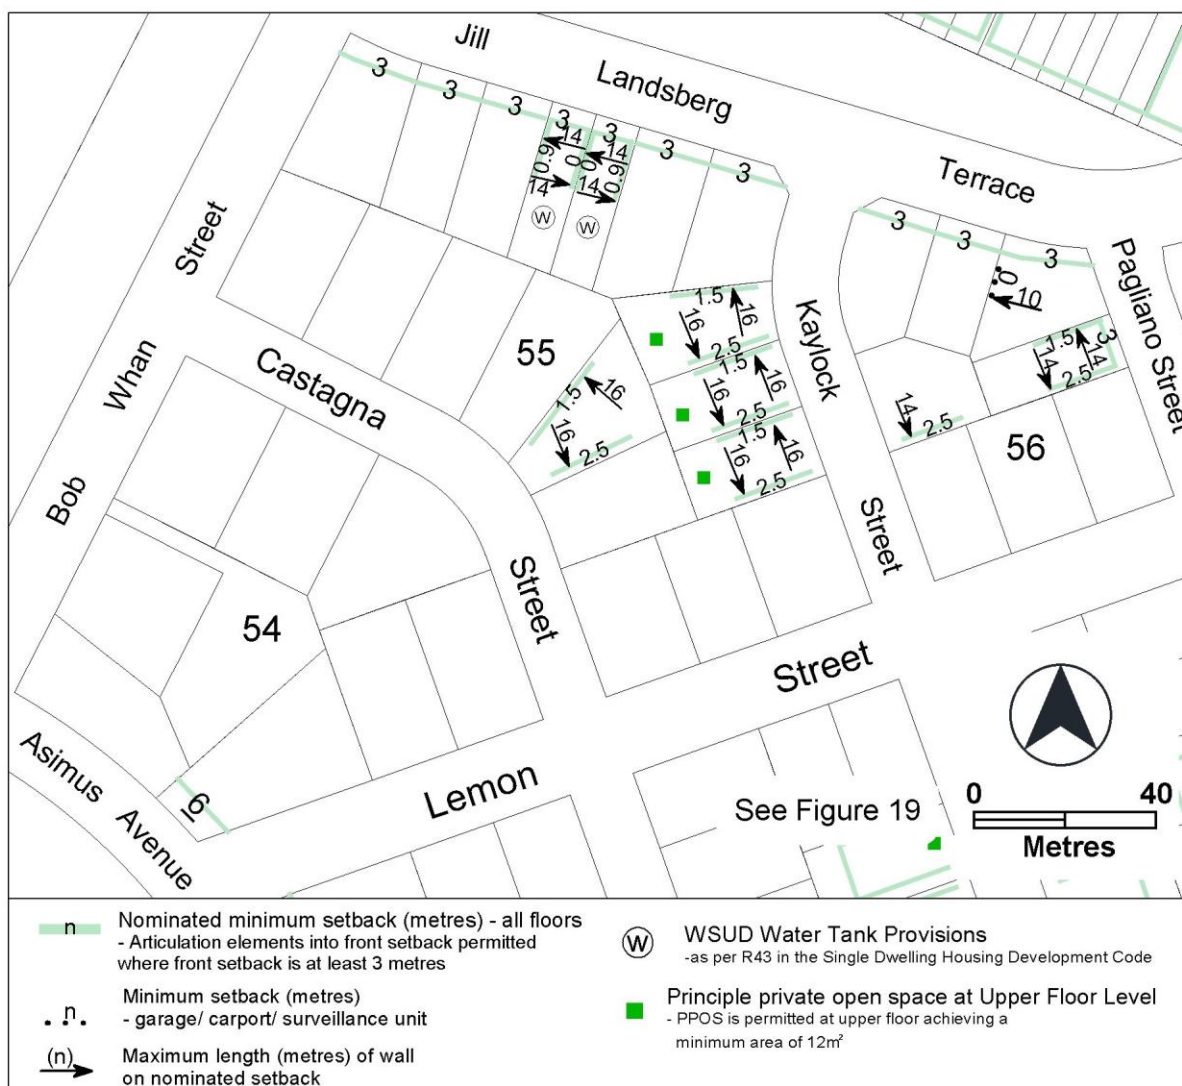 Jill
Landsberg
Terrace
3
3
3
3
3
3
3
14
0.9
0
14
14
0
0.9
14
W
W
3
3
3
0
10
Pagliano Street
Street
Whan
Bob
55
1.5
16
16
2.5
1.5
16
16
2.5
1.5
16
16
2.5
1.5
16
16
2.5
Kaylock
Street
1.5
3
14
14
2.5
14
2.5
56
Castagna
Street
54
Lemon
Street
Asimus
Avenue
6
See Figure 19
0 40
Metres
n Nominated minimum setback (metres) - all floors
- Articulation elements into front setback permitted
where front setback is at least 3 metres
n Minimum setback (metres)
- garage/ carport/ surveillance unit
(n) Maximum length (metres) of wall
on nominated setback
W WSUD Water Tank Provisions
-as per R43 in the Single Dwelling Housing Development Code
Principle private open space at Upper Floor Level
- PPOS is permitted at upper floor achieving a
minimum area of 12m²